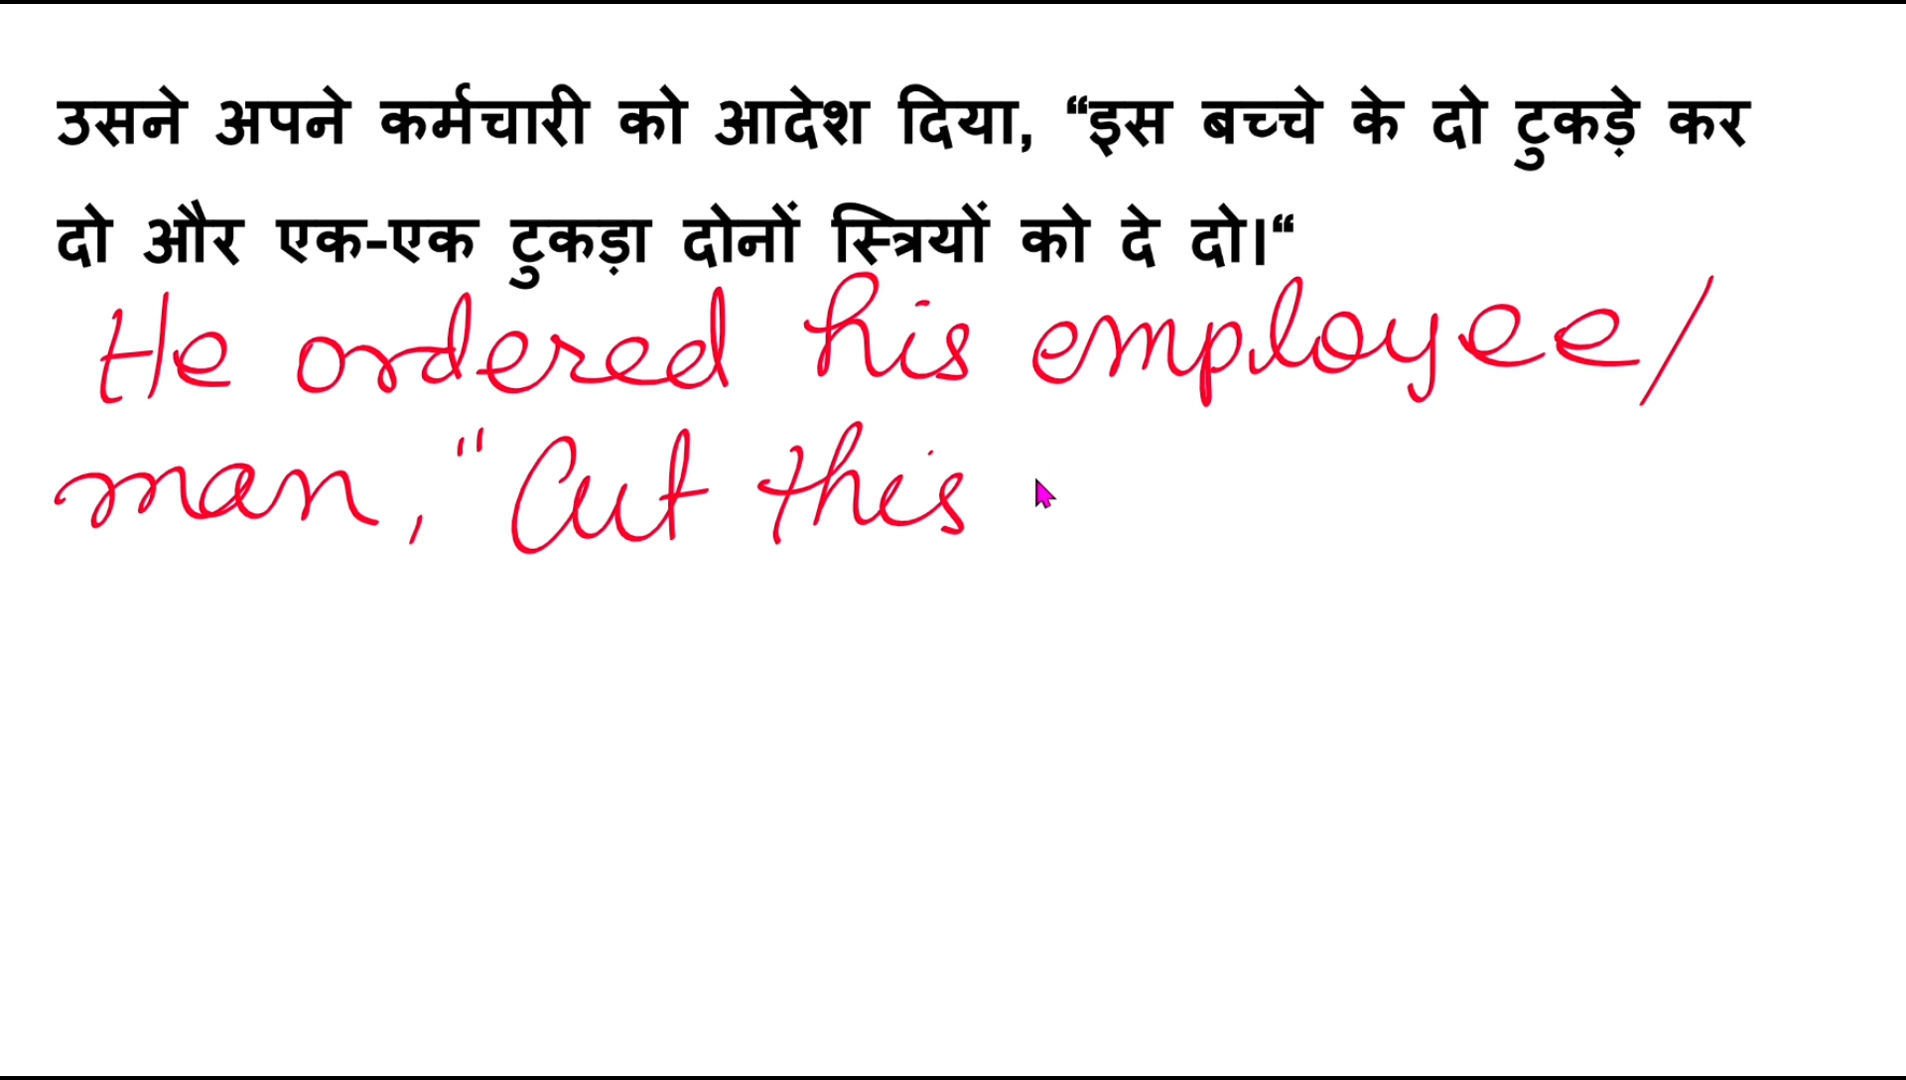 उसने अपने कर्मचारी को आदेश दिया, “इस बच्चे के दो टुकड़े कर
दो और एक-एक टुकड़ा दोनों स्त्रियों को दे दो।“
He ordered his employee/
man, "Cut this